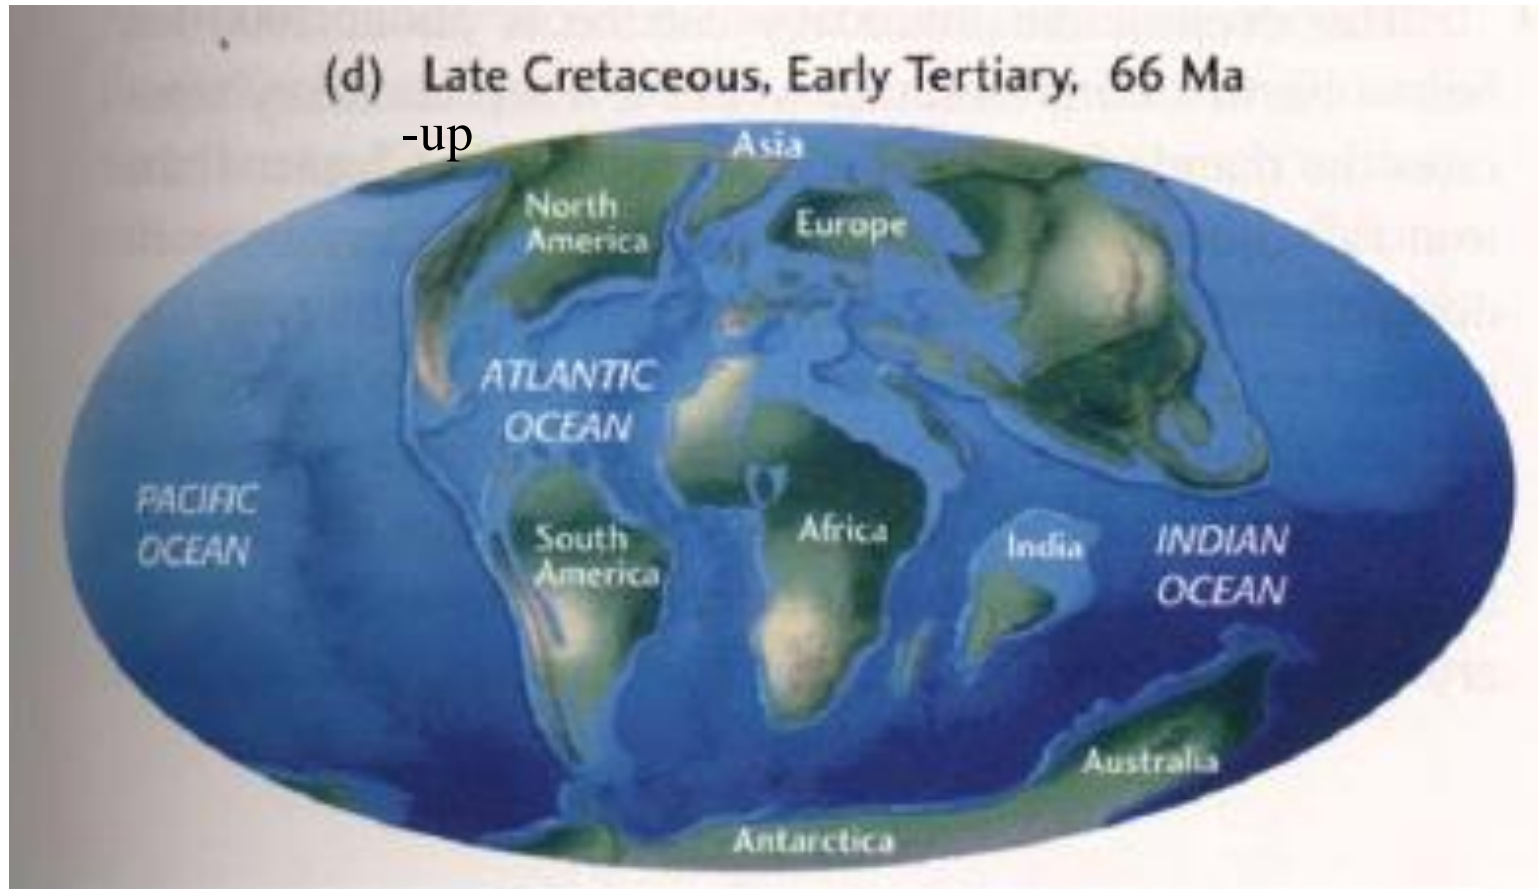 (d) Late Cretaceous, Early Tertiary, 66 Ma
-up
Asia
North
America
Europe
ATLANTIC
OCEAN
PACIFIC
OCEAN
South
America
Africa
India
INDIAN
OCEAN
Australia
Antarctica